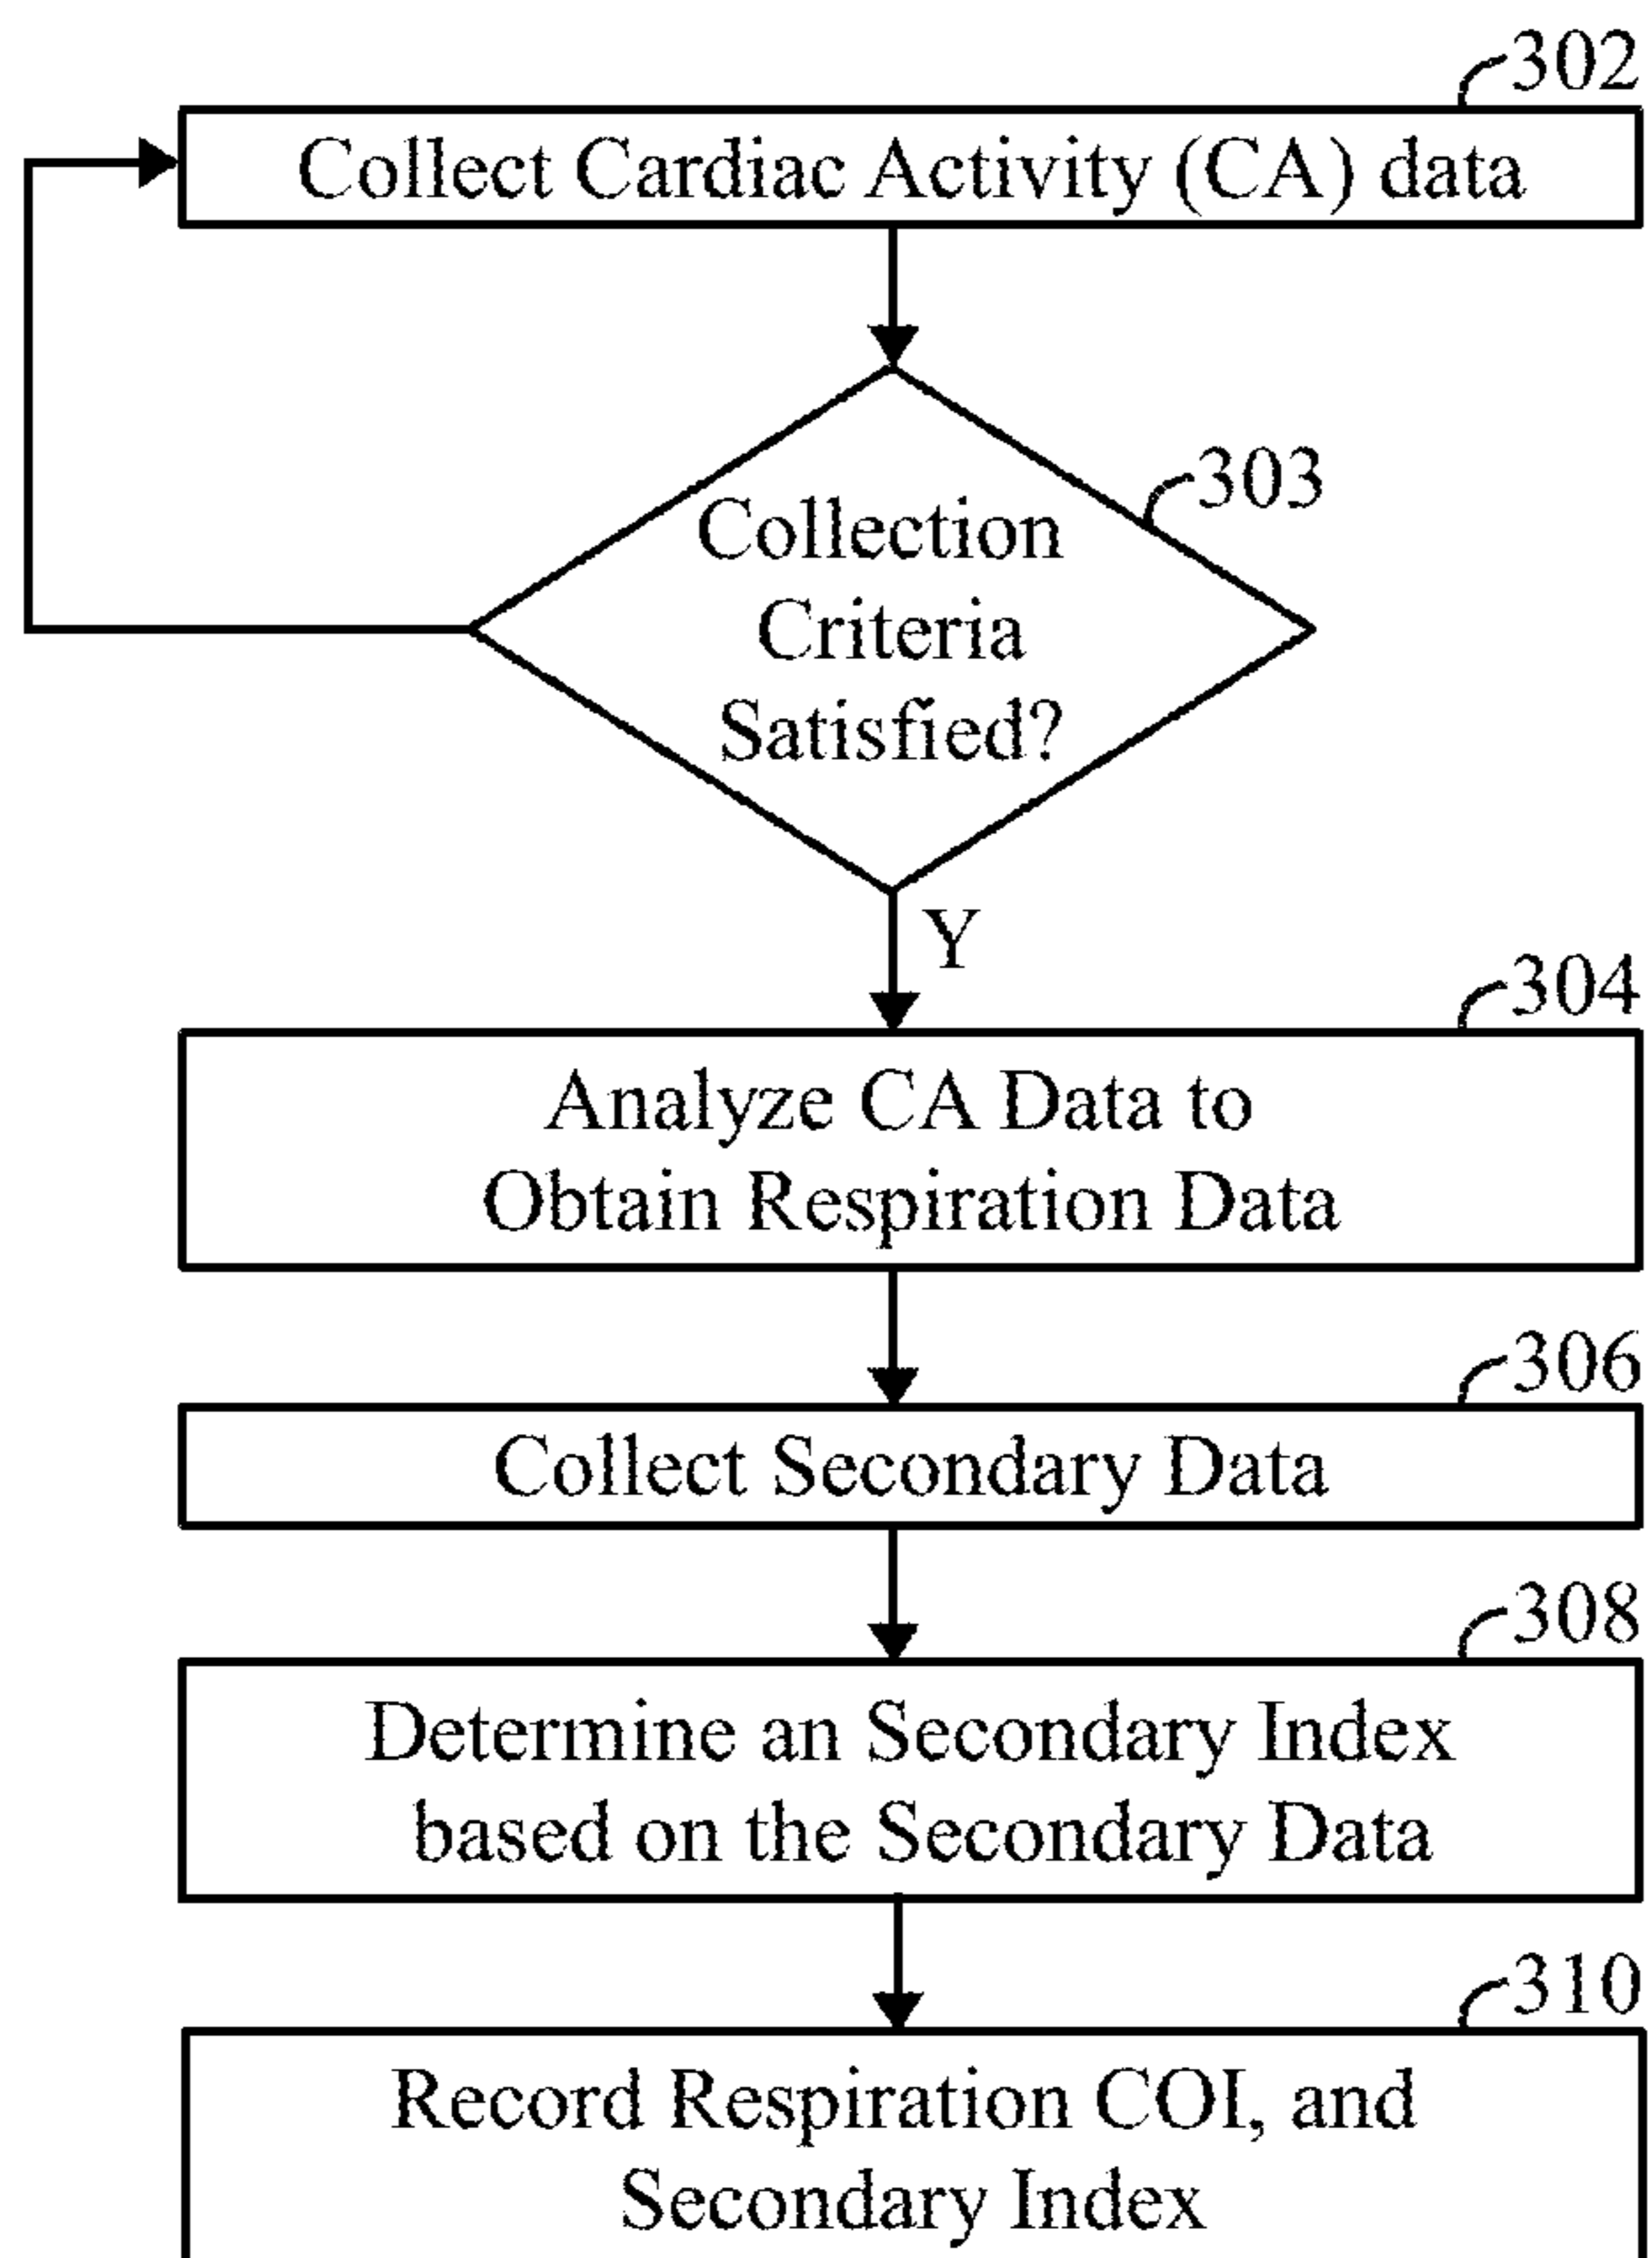 302
Collect Cardiac Activity (CA) data
303
Collection
Criteria
Satisfied?
Y
304
Analyze CA Data to
Obtain Respiration Data
306
Collect Secondary Data
308
Determine an Secondary Index
based on the Secondary Data
310
Record Respiration COI, and
Secondary Index